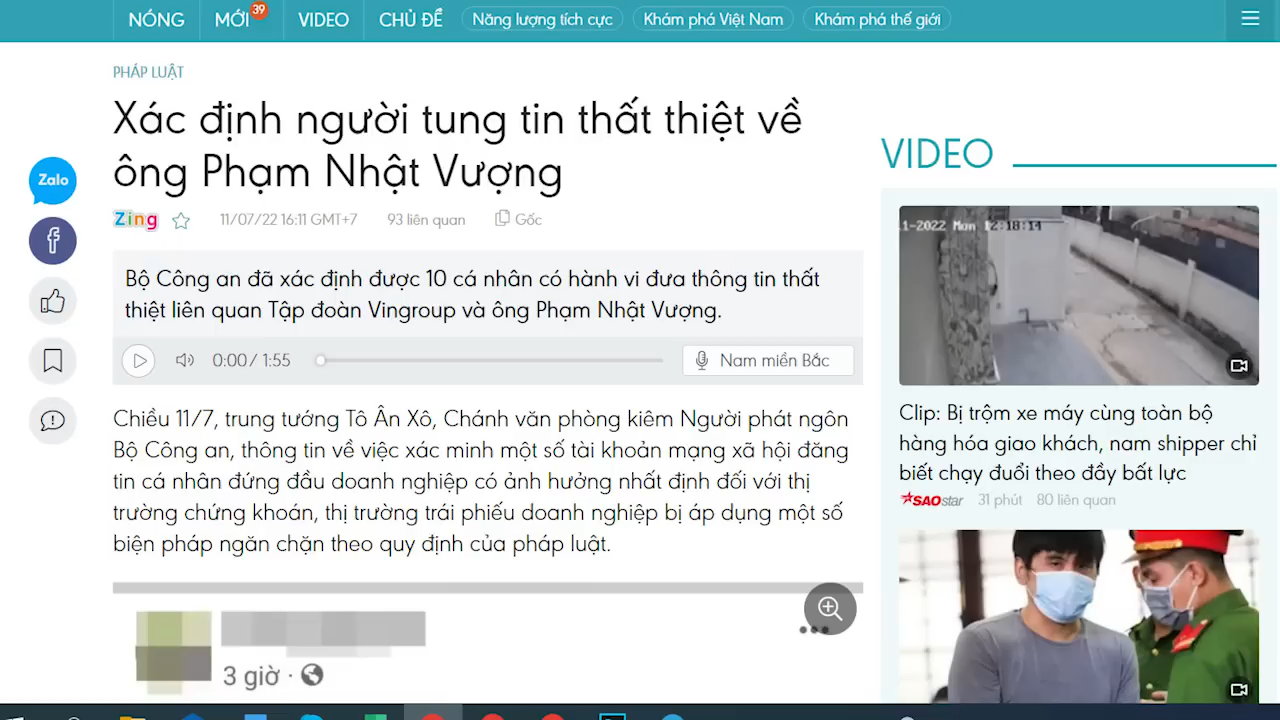 NÓNG
MỚI
39
VIDEO
CHỦ ĐỀ
Năng lượng tích cực
Khám phá Việt Nam
Khám phá thế giới
PHÁP LUẬT
Xác định người tung tin thất thiệt về
ông Phạm Nhật Vượng
Zing
11/07/22 16:11 GMT+7
93 liên quan
Gốc
Zalo
Bộ Công an đã xác định được 10 cá nhân có hành vi đưa thông tin thất
thiệt liên quan Tập đoàn Vingroup và ông Phạm Nhật Vượng.
0:00 / 1:55
Nam miền Bắc
Chiều 11/7, trung tướng Tô Ân Xô, Chánh văn phòng kiêm Người phát ngôn
Bộ Công an, thông tin về việc xác minh một số tài khoản mạng xã hội đăng
tin cá nhân đứng đầu doanh nghiệp có ảnh hưởng nhất định đối với thị
trường chứng khoán, thị trường trái phiếu doanh nghiệp bị áp dụng một số
biện pháp ngăn chặn theo quy định của pháp luật.
3 giờ ·
VIDEO
11-2022 Mon 12:18:14
Clip: Bị trộm xe máy cùng toàn bộ
hàng hóa giao khách, nam shipper chỉ
biết chạy đuổi theo đầy bất lực
SAOstar
31 phút
80 liên quan